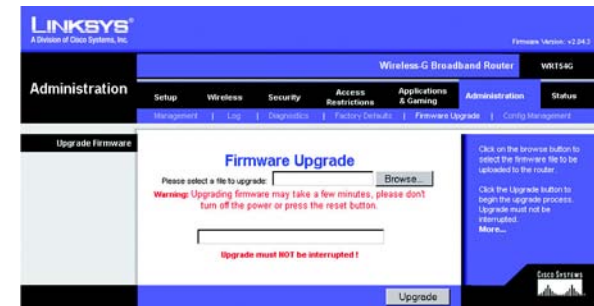 LINKSYS®
A Division of Cisco Systems, Inc.
Firmware Version: v2.04.3
Wireless-G Broadband Router
WRT54G
Administration
Setup
Wireless
Security
Access Restrictions
Applications & Gaming
Administration
Status
Management | Log | Diagnostics | Factory Defaults | Firmware Upgrade | Config Management
Upgrade Firmware
Firmware Upgrade
Please select a file to upgrade:
Browse...
Warning: Upgrading firmware may take a few minutes, please don't
turn off the power or press the reset button.
Upgrade must NOT be interrupted !
Upgrade
Click on the browse button to
select the firmware file to be
uploaded to the router.
Click the Upgrade button to
begin the upgrade process.
Upgrade must not be
interrupted.
More...
CISCO SYSTEMS